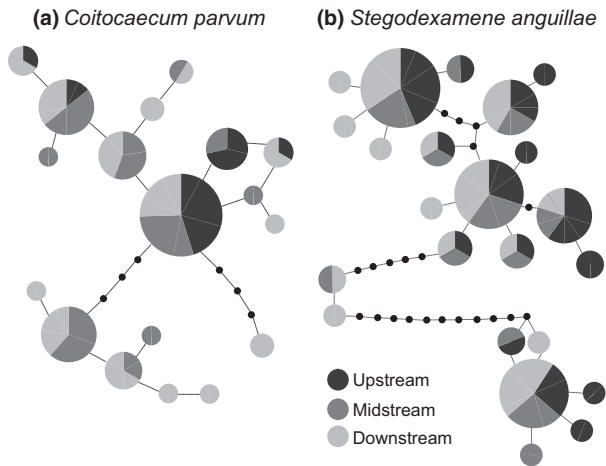 (a) Coitocaecum parvum
(b) Stegodexamene anguillae
Upstream
Midstream
Downstream